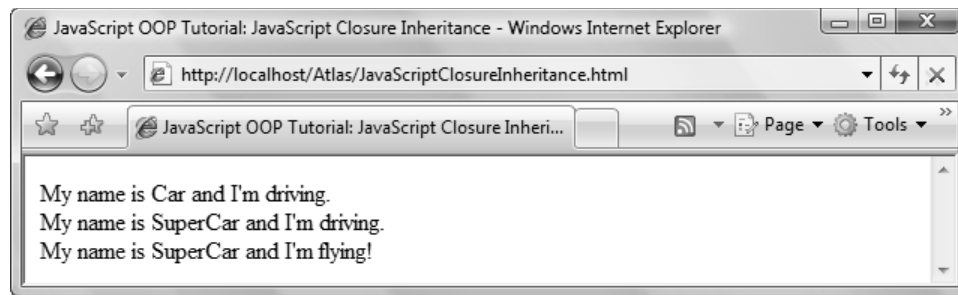 JavaScript OOP Tutorial: JavaScript Closure Inheritance - Windows Internet Explorer
http://localhost/Atlas/JavaScriptClosureInheritance.html
JavaScript OOP Tutorial: JavaScript Closure Inheri... Page Tools
My name is Car and I'm driving.
My name is SuperCar and I'm driving.
My name is SuperCar and I'm flying!